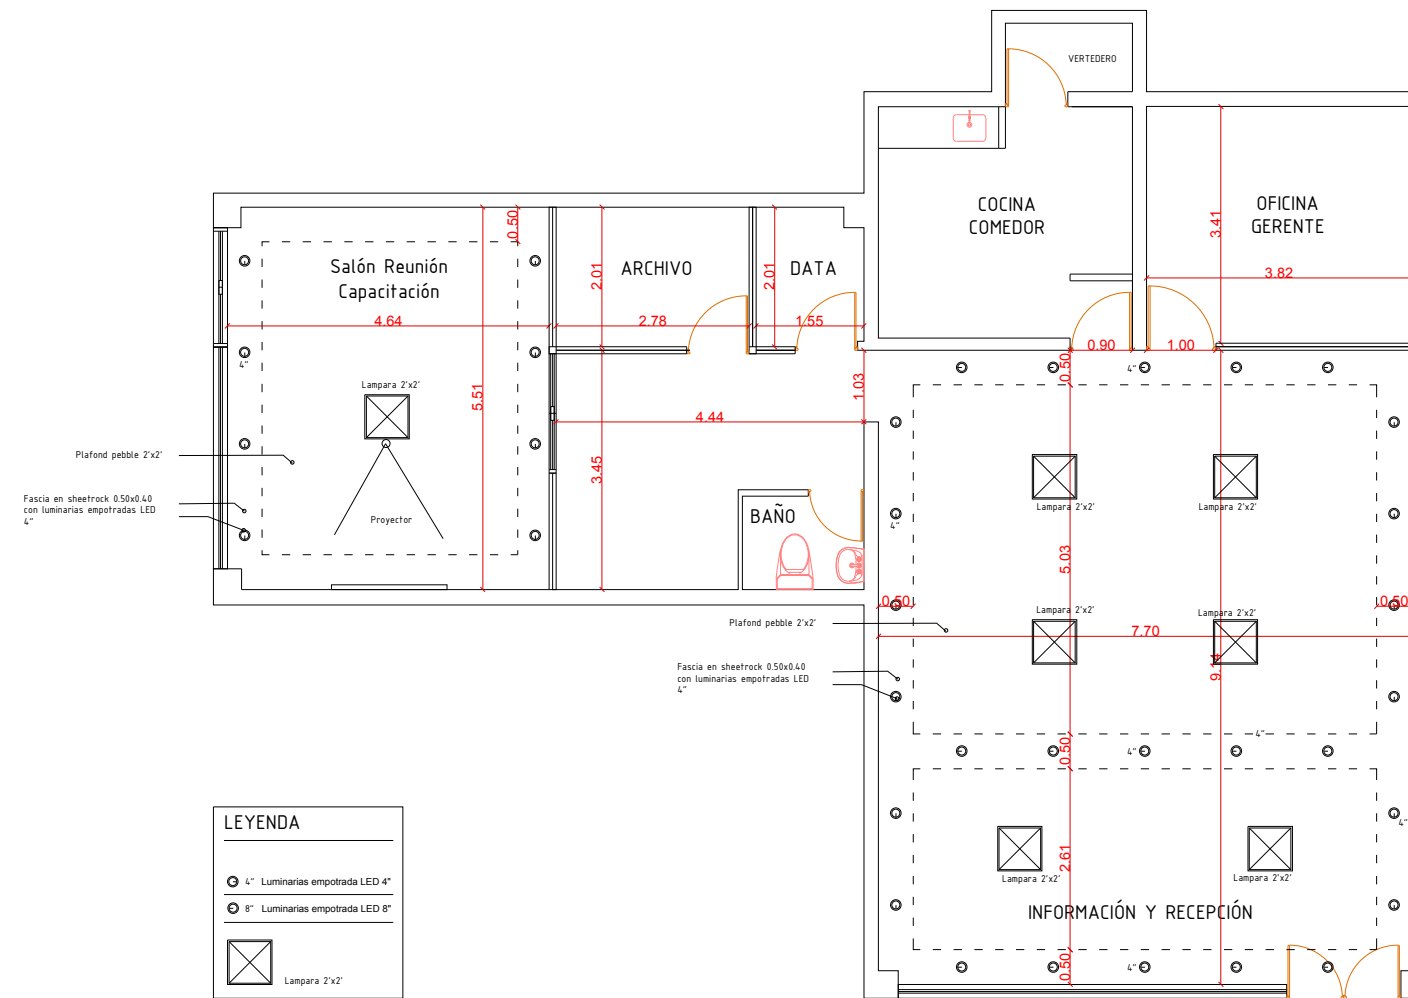 VERTEDERO
COCINA
COMEDOR
OFICINA
GERENTE
3.41
3.82
0.50
Salón Reunión
Capacitación
ARCHIVO
DATA
2.01
2.01
4.64
2.78
1.55
0.90
1.00
4"
0.50
4"
1.03
Lampara 2'x2'
5.51
4.44
Plafond pebble 2'x2'
3.45
Fascia en sheetrock 0.50x0.40
con luminarias empotradas LED
4"
Proyector
BAÑO
Lampara 2'x2'
Lampara 2'x2'
4"
5.03
0.50
0.50
Lampara 2'x2'
Lampara 2'x2'
Plafond pebble 2'x2'
7.70
Fascia en sheetrock 0.50x0.40
con luminarias empotradas LED
4"
9.14
4"
0.50
4"
LEYENDA
4"
2.61
4" Luminarias empotrada LED 4"
8" Luminarias empotrada LED 8"
Lampara 2'x2'
Lampara 2'x2'
INFORMACIÓN Y RECEPCIÓN
0.50
4"
Lampara 2'x2'